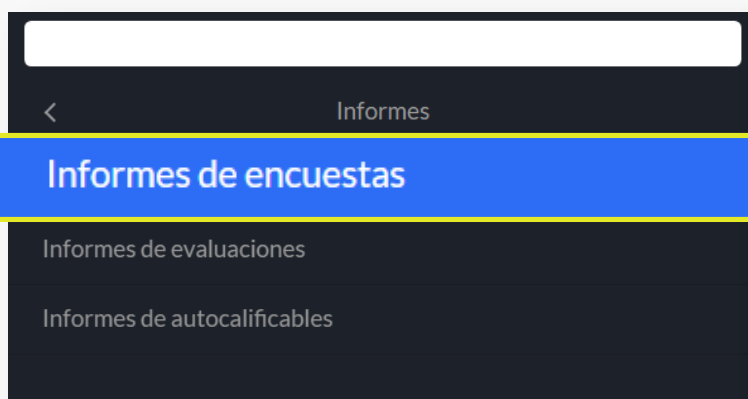 Informes
Informes de encuestas
Informes de evaluaciones
Informes de autocalificables